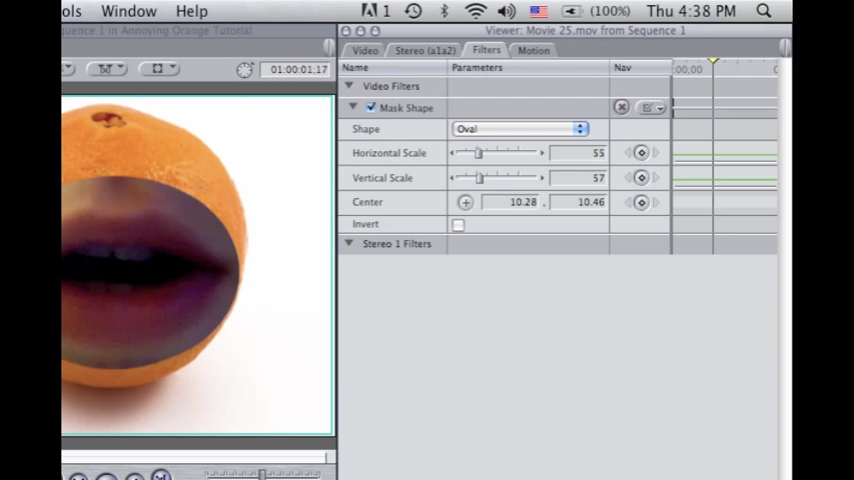 ols Window Help 1 (100%) Thu 4:38 PM
quence 1 in Annoying Orange Tutorial
Viewer: Movie 25.mov from Sequence 1
Video Stereo (a1a2) Filters Motion
01:00:01;17
Name Parameters Nav ;00;00
Video Filters
Mask Shape
Shape Oval
Horizontal Scale 55
Vertical Scale 57
Center 10.28 , 10.46
Invert
Stereo 1 Filters